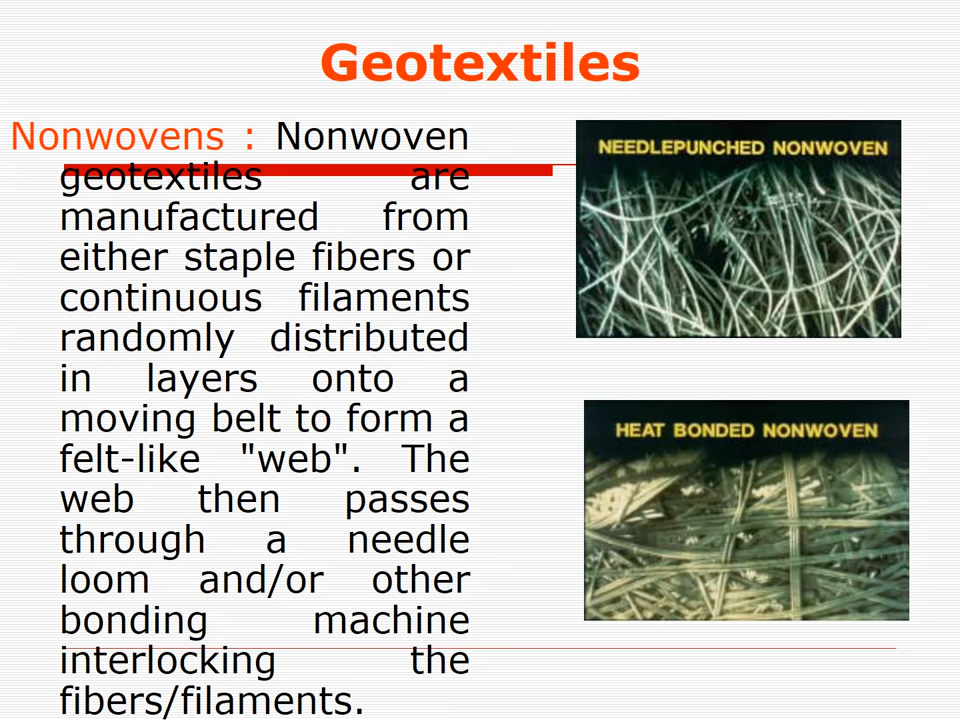 Geotextiles
Nonwovens : Nonwoven
geotextiles are
manufactured from
either staple fibers or
continuous filaments
randomly distributed
in layers onto a
moving belt to form a
felt-like "web". The
web then passes
through a needle
loom and/or other
bonding machine
interlocking the
fibers/filaments.
NEEDLEPUNCHED NONWOVEN
HEAT BONDED NONWOVEN